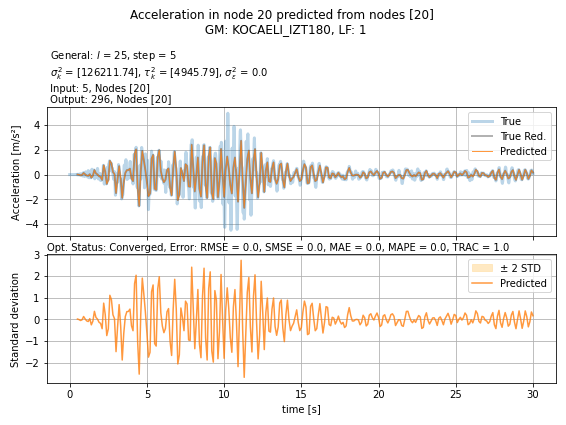 Acceleration in node 20 predicted from nodes [20]
GM: KOCAELI_IZT180, LF: 1
General: l = 25, step = 5
σ_k^2 = [126211.74], τ_k^2 = [4945.79], σ_ε^2 = 0.0
Input: 5, Nodes [20]
Output: 296, Nodes [20]
Acceleration [m/s²]
4
2
0
−2
−4
True
True Red.
Predicted
Opt. Status: Converged, Error: RMSE = 0.0, SMSE = 0.0, MAE = 0.0, MAPE = 0.0, TRAC = 1.0
Standard deviation
3
2
1
0
−1
−2
± 2 STD
Predicted
0 5 10 15 20 25 30
time [s]